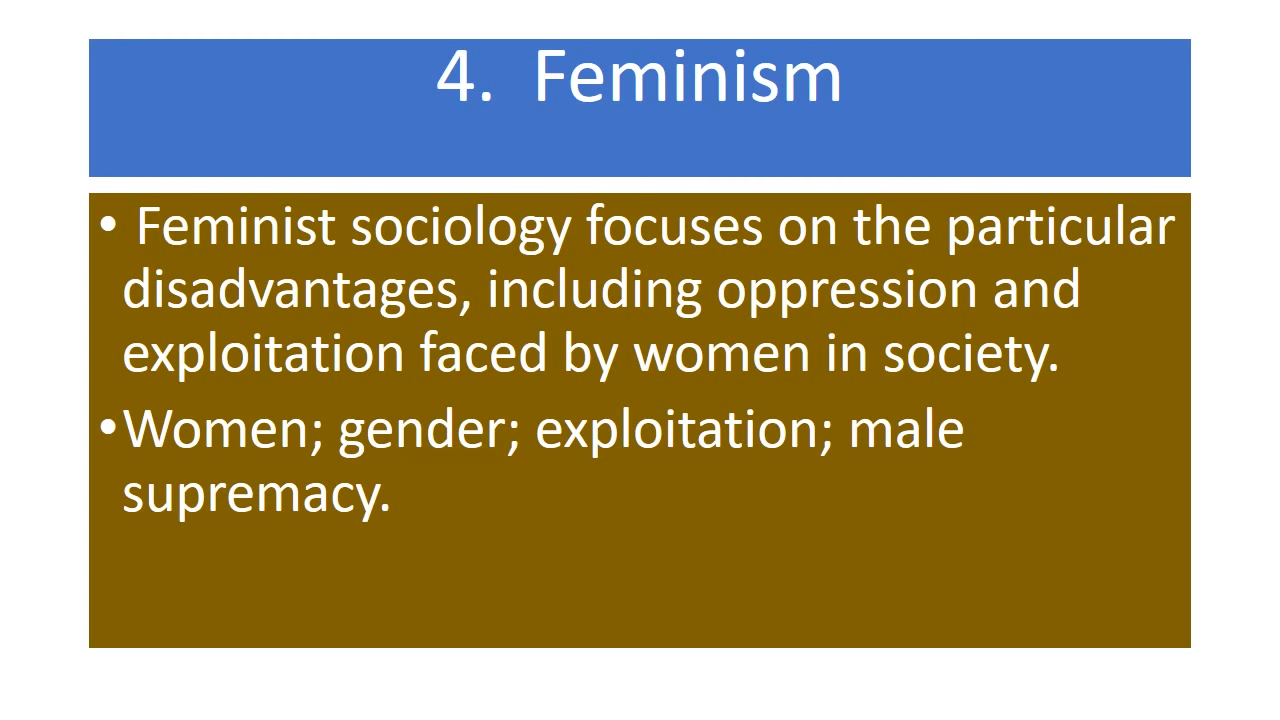 4.  Feminism
• Feminist sociology focuses on the particular
disadvantages, including oppression and
exploitation faced by women in society.
•Women; gender; exploitation; male
supremacy.